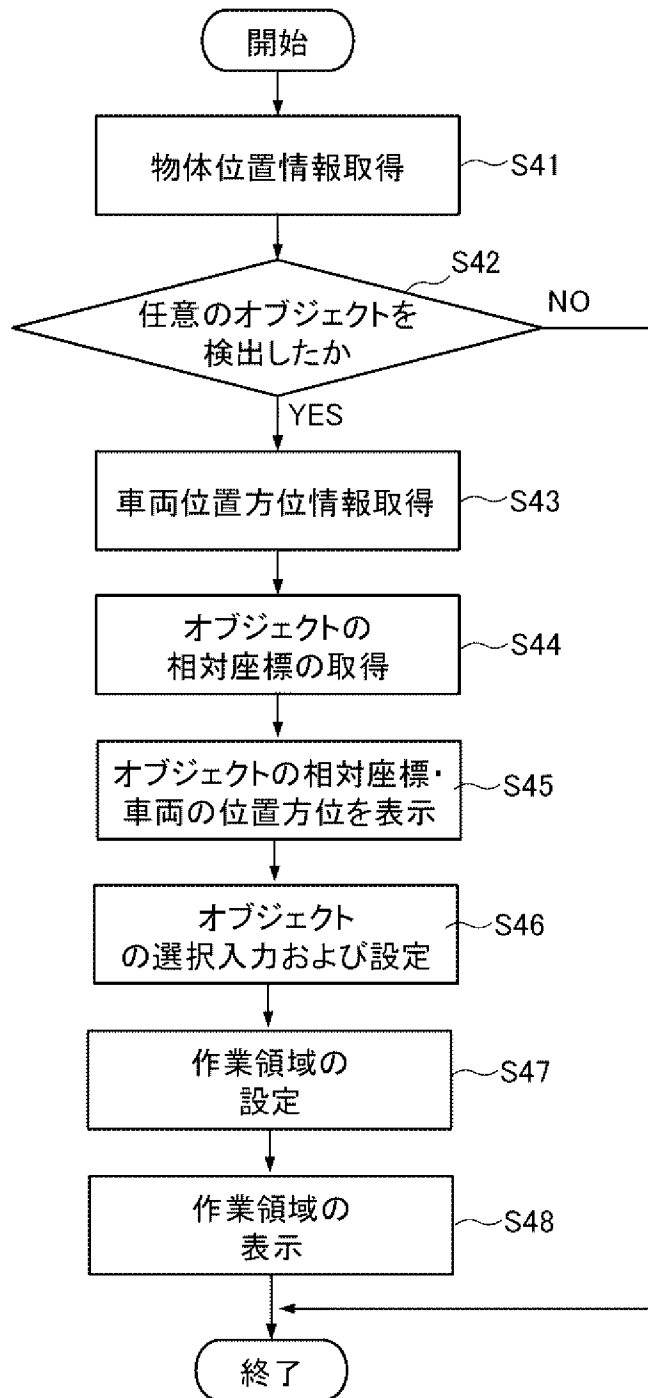 開始
物体位置情報取得
S41
S42
任意のオブジェクトを
検出したか
NO
YES
車両位置方位情報取得
S43
オブジェクトの
相対座標の取得
S44
オブジェクトの相対座標・
車両の位置方位を表示
S45
オブジェクト
の選択入力および設定
S46
作業領域の
設定
S47
作業領域の
表示
S48
終了